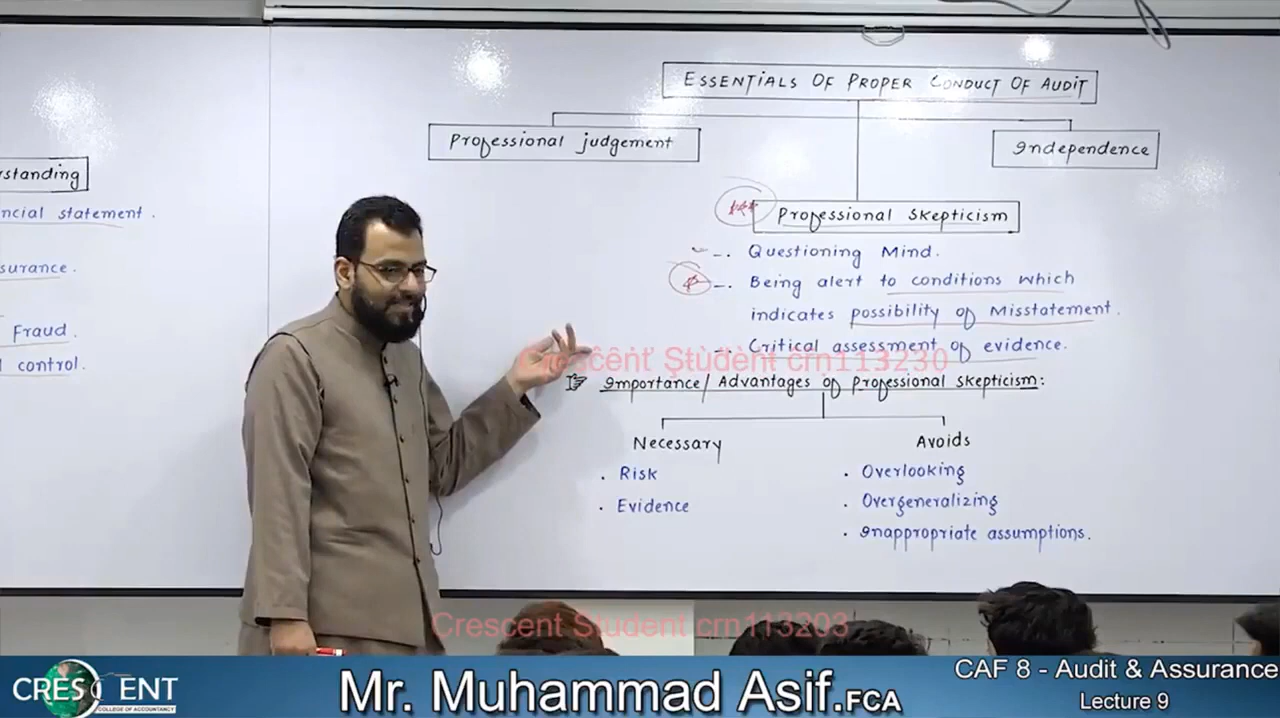 ESSENTIALS OF PROPER CONDUCT OF AUDIT
Professional judgement
Independence
Professional Skepticism
Questioning Mind.
Being alert to conditions which
indicates possibility of Misstatement.
Critical assessment of evidence.
Importance/Advantages of Professional Skepticism:
Necessary
. Risk
. Evidence
Avoids
. Overlooking
. Overgeneralizing
. Inappropriate assumptions.
standing
ncial statement.
surance.
Fraud.
control.
Student crn113230
Crescent Student crn113203
CRESCENT
COLLEGE OF ACCOUNTANCY
Mr. Muhammad Asif.FCA
CAF 8 - Audit & Assurance
Lecture 9